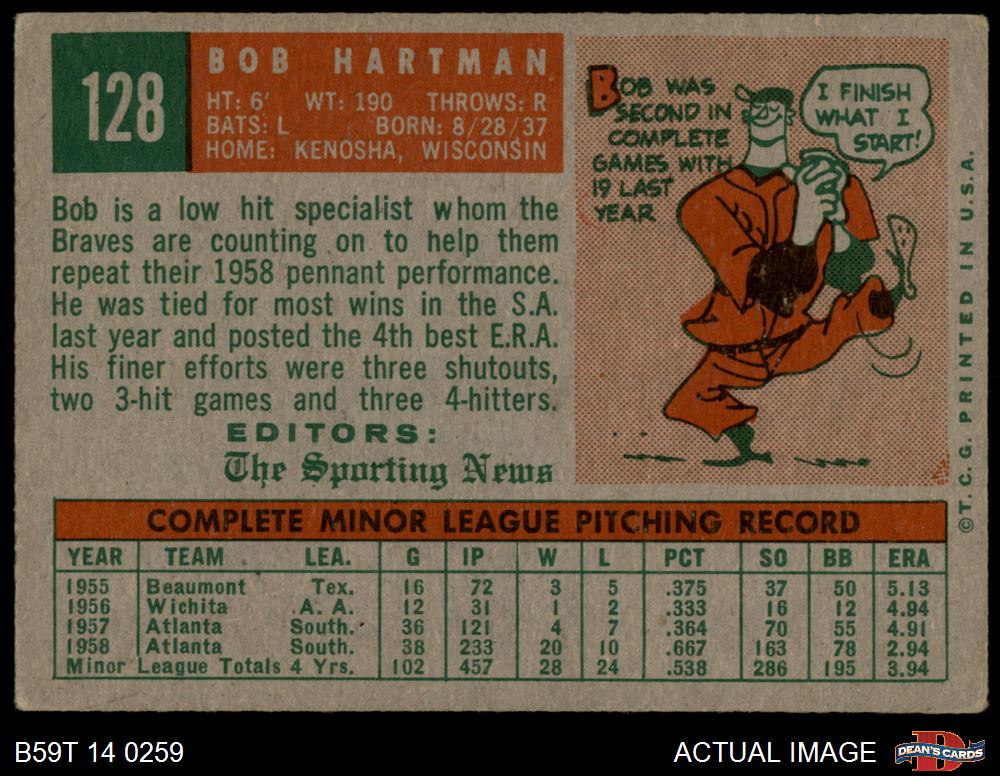 128
BOB HARTMAN
HT: 6' WT: 190 THROWS: R
BATS: L BORN: 8/28/37
HOME: KENOSHA, WISCONSIN
Bob is a low hit specialist whom the
Braves are counting on to help them
repeat their 1958 pennant performance.
He was tied for most wins in the S.A.
last year and posted the 4th best E.R.A.
His finer efforts were three shutouts,
two 3-hit games and three 4-hitters.
EDITORS:
The Sporting News
BOB WAS
SECOND IN
COMPLETE
GAMES WITH
19 LAST
YEAR
I FINISH
WHAT I
START!
©T.C.G. PRINTED IN U.S.A.
COMPLETE MINOR LEAGUE PITCHING RECORD
YEAR TEAM LEA. G IP W L PCT SO BB ERA
1955 Beaumont Tex. 16 72 3 5 .375 37 50 5.13
1956 Wichita A. A. 12 31 1 2 .333 16 12 4.94
1957 Atlanta South. 36 121 4 7 .364 70 55 4.91
1958 Atlanta South. 38 233 20 10 .667 163 78 2.94
Minor League Totals 4 Yrs. 102 457 28 24 .538 286 195 3.94
B59T 14 0259
ACTUAL IMAGE
DEAN'S CARDS